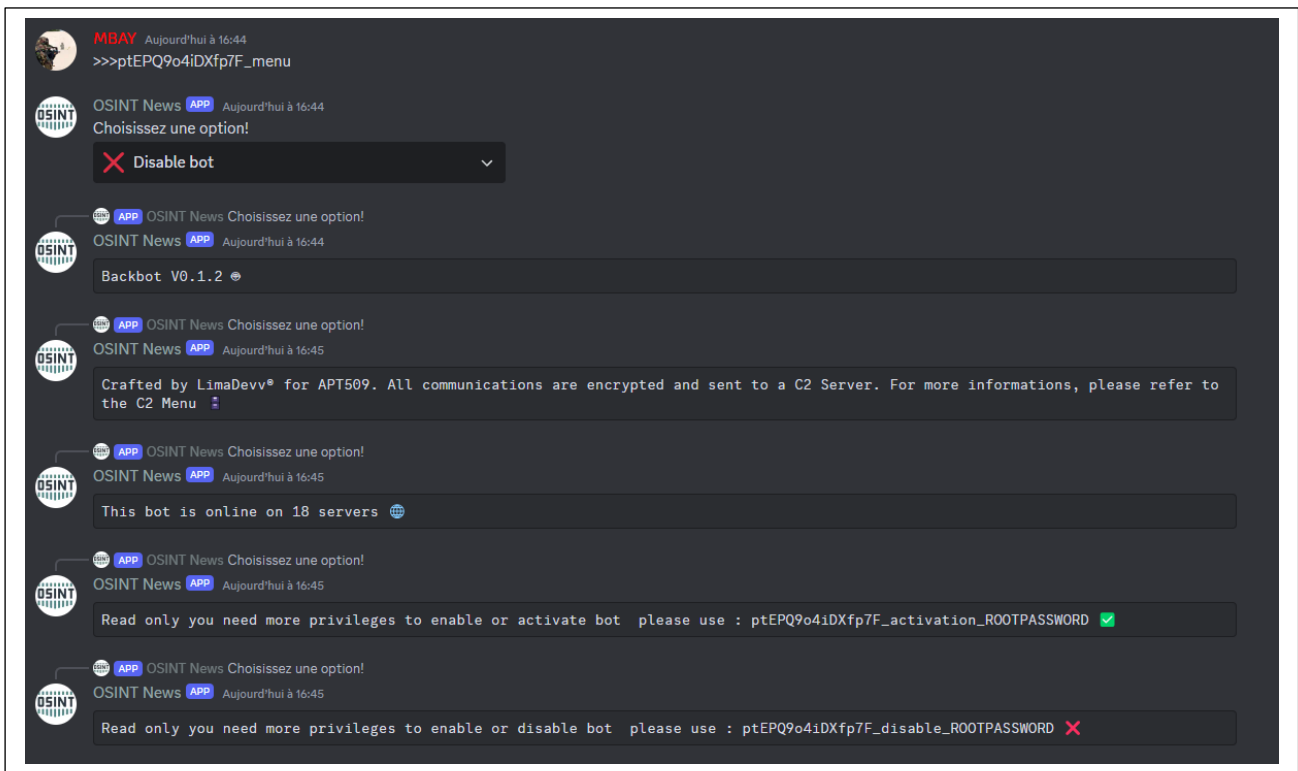 MBAY Aujourd'hui à 16:44
>>>ptEPQ9o4iDXfp7F_menu
OSINT
OSINT News APP Aujourd'hui à 16:44
Choisissez une option!
❌ Disable bot
APP OSINT News Choisissez une option!
OSINT
OSINT News APP Aujourd'hui à 16:44
Backbot V0.1.2
APP OSINT News Choisissez une option!
OSINT
OSINT News APP Aujourd'hui à 16:45
Crafted by LimaDevv® for APT509. All communications are encrypted and sent to a C2 Server. For more informations, please refer to
the C2 Menu
APP OSINT News Choisissez une option!
OSINT
OSINT News APP Aujourd'hui à 16:45
This bot is online on 18 servers 🌐
APP OSINT News Choisissez une option!
OSINT
OSINT News APP Aujourd'hui à 16:45
Read only you need more privileges to enable or activate bot  please use : ptEPQ9o4iDXfp7F_activation_ROOTPASSWORD ✅
APP OSINT News Choisissez une option!
OSINT
OSINT News APP Aujourd'hui à 16:45
Read only you need more privileges to enable or disable bot  please use : ptEPQ9o4iDXfp7F_disable_ROOTPASSWORD ❌